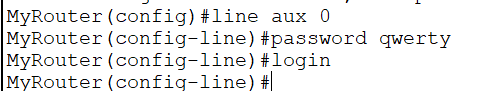 MyRouter(config)#line aux 0
MyRouter(config-line)#password qwerty
MyRouter(config-line)#login
MyRouter(config-line)#